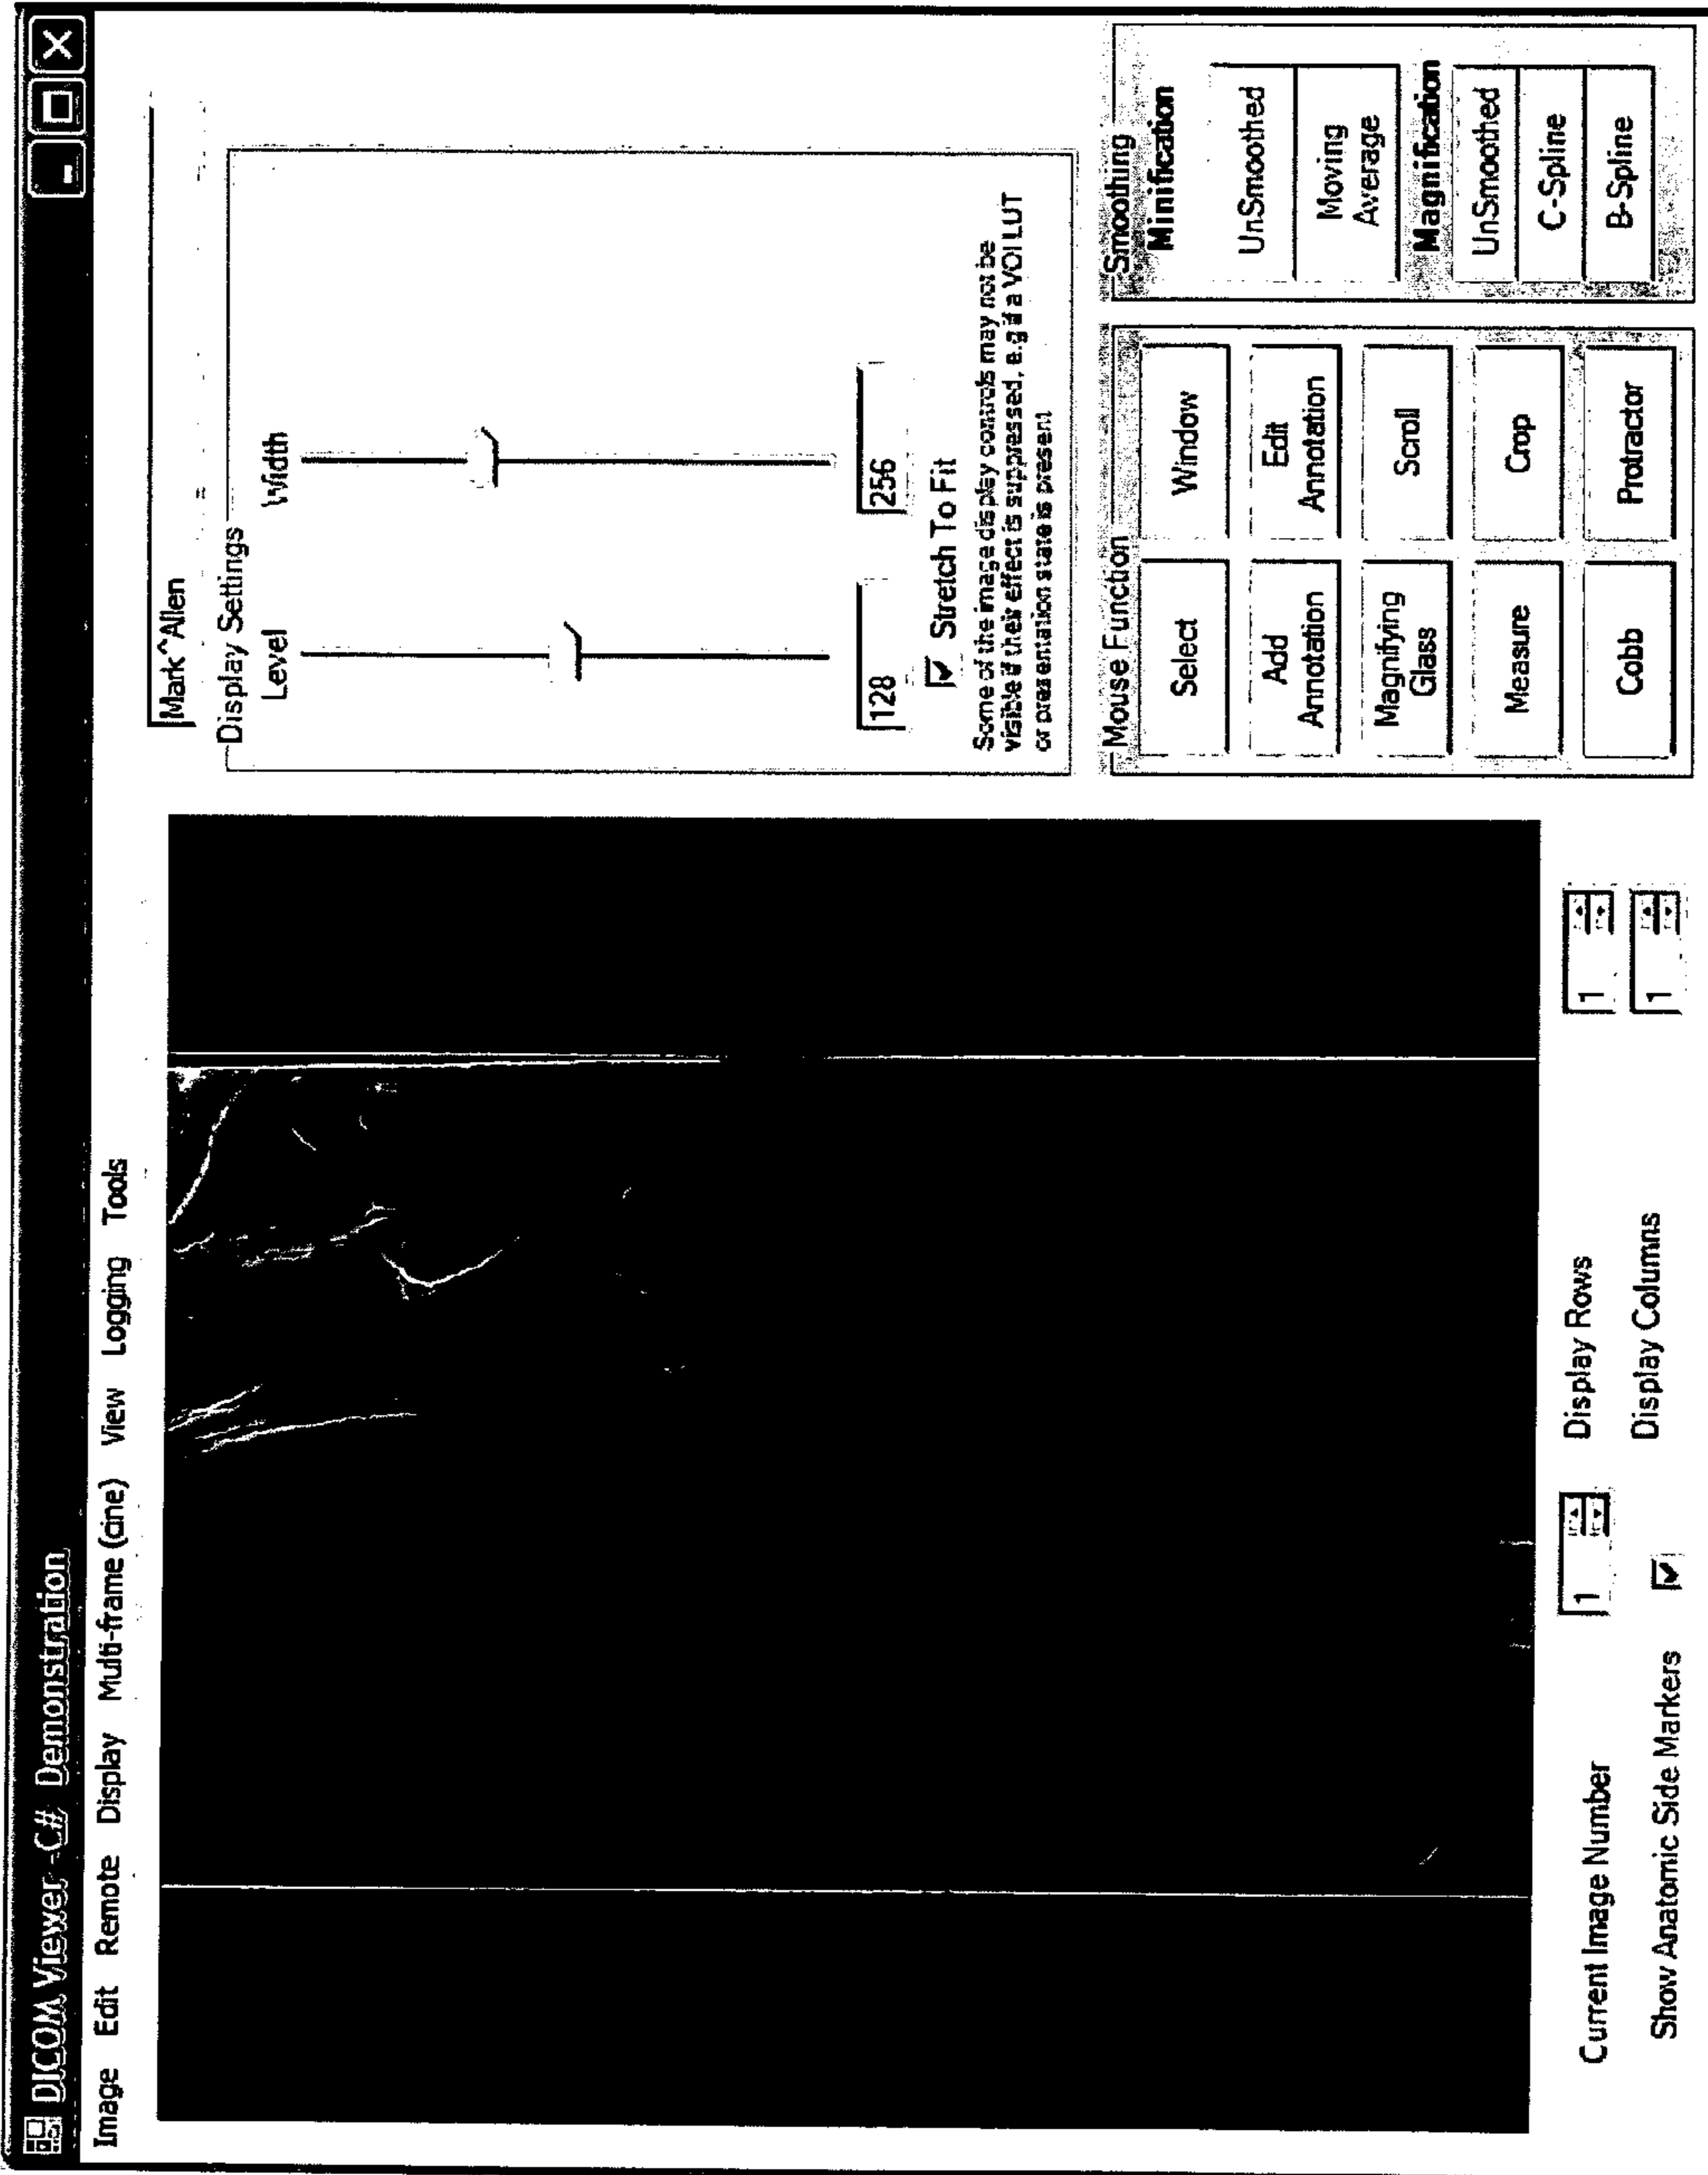 DICOM Viewer -C# Demonstration
Image Edit Remote Display Multi-frame (cine) View Logging Tools
Mark^Allen
Display Settings
Level Width
128 256
Stretch To Fit
Some of the image display controls may not be
visible if their effect is suppressed, e.g if a VOI LUT
or presentation state is present
Mouse Function
Select Window
Add
Annotation
Edit
Annotation
Magnifying
Glass
Scroll
Measure Crop
Cobb Protractor
Smoothing
Minification
UnSmoothed
Moving
Average
Magnification
UnSmoothed
C-Spline
B-Spline
Current Image Number 1 Display Rows 1
Show Anatomic Side Markers Display Columns 1